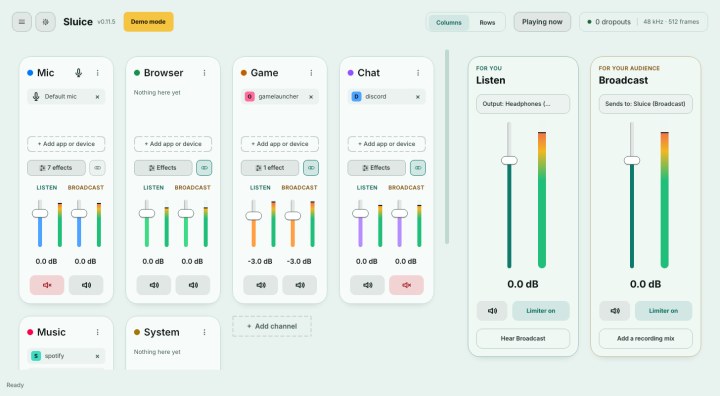 Sluice v0.11.5 Demo mode Columns Rows Playing now 0 dropouts 48 kHz · 512 frames
Mic
Default mic ×
+ Add app or device
7 effects
LISTEN BROADCAST
0.0 dB 0.0 dB
Browser
Nothing here yet
+ Add app or device
Effects
LISTEN BROADCAST
0.0 dB 0.0 dB
Game
G gamelauncher ×
+ Add app or device
1 effect
LISTEN BROADCAST
-3.0 dB -3.0 dB
Chat
D discord ×
+ Add app or device
Effects
LISTEN BROADCAST
0.0 dB 0.0 dB
Music
S spotify ×
System
Nothing here yet
+ Add channel
FOR YOU
Listen
Output: Headphones (...
0.0 dB
Limiter on
Hear Broadcast
FOR YOUR AUDIENCE
Broadcast
Sends to: Sluice (Broadcast)
0.0 dB
Limiter on
Add a recording mix
Ready